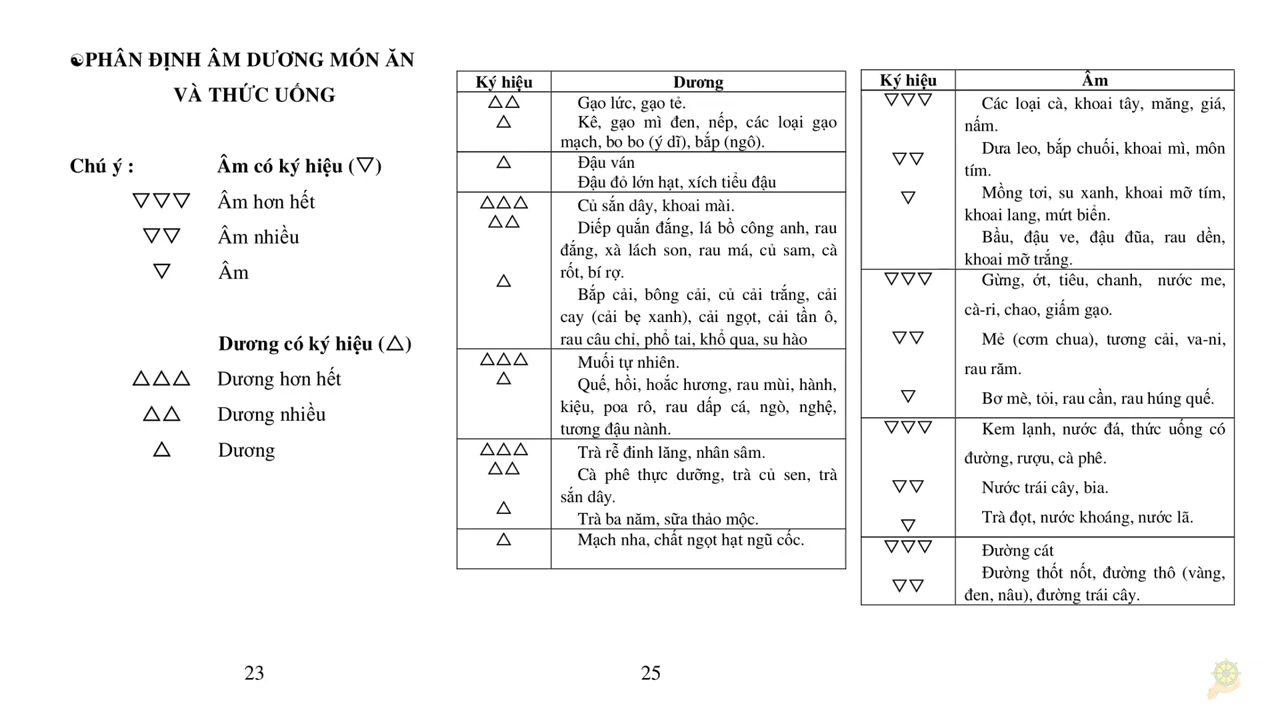 ☯PHÂN ĐỊNH ÂM DƯƠNG MÓN ĂN
VÀ THỨC UỐNG
Chú ý : Âm có ký hiệu (▽)
▽▽▽ Âm hơn hết
▽▽ Âm nhiều
▽ Âm
Dương có ký hiệu (△)
△△△ Dương hơn hết
△△ Dương nhiều
△ Dương
23
Ký hiệu Dương
△△ Gạo lức, gạo tẻ.
△ Kê, gạo mì đen, nếp, các loại gạo
mạch, bo bo (ý dĩ), bắp (ngô).
△ Đậu ván
Đậu đỏ lớn hạt, xích tiểu đậu
△△△ Củ sắn dây, khoai mài.
△△ Diếp quắn đắng, lá bồ công anh, rau
đắng, xà lách son, rau má, củ sam, cà
rốt, bí rợ.
△ Bắp cải, bông cải, củ cải trắng, cải
cay (cải bẹ xanh), cải ngọt, cải tần ô,
rau câu chỉ, phổ tai, khổ qua, su hào
△△△ Muối tự nhiên.
△ Quế, hồi, hoắc hương, rau mùi, hành,
kiệu, poa rô, rau dấp cá, ngò, nghệ,
tương đậu nành.
△△△ Trà rễ đinh lăng, nhân sâm.
△△ Cà phê thực dưỡng, trà củ sen, trà
sắn dây.
△ Trà ba năm, sữa thảo mộc.
△ Mạch nha, chất ngọt hạt ngũ cốc.
25
Ký hiệu Âm
▽▽▽ Các loại cà, khoai tây, măng, giá,
nấm.
▽▽ Dưa leo, bắp chuối, khoai mì, môn
tím.
▽ Mồng tơi, su xanh, khoai mỡ tím,
khoai lang, mứt biển.
Bầu, đậu ve, đậu đũa, rau dền,
khoai mỡ trắng.
▽▽▽ Gừng, ớt, tiêu, chanh, nước me,
cà-ri, chao, giấm gạo.
▽▽ Mẻ (cơm chua), tương cải, va-ni,
rau răm.
▽ Bơ mè, tỏi, rau cần, rau húng quế.
▽▽▽ Kem lạnh, nước đá, thức uống có
đường, rượu, cà phê.
▽▽ Nước trái cây, bia.
▽ Trà đọt, nước khoáng, nước lã.
▽▽▽ Đường cát
▽▽ Đường thốt nốt, đường thô (vàng,
đen, nâu), đường trái cây.